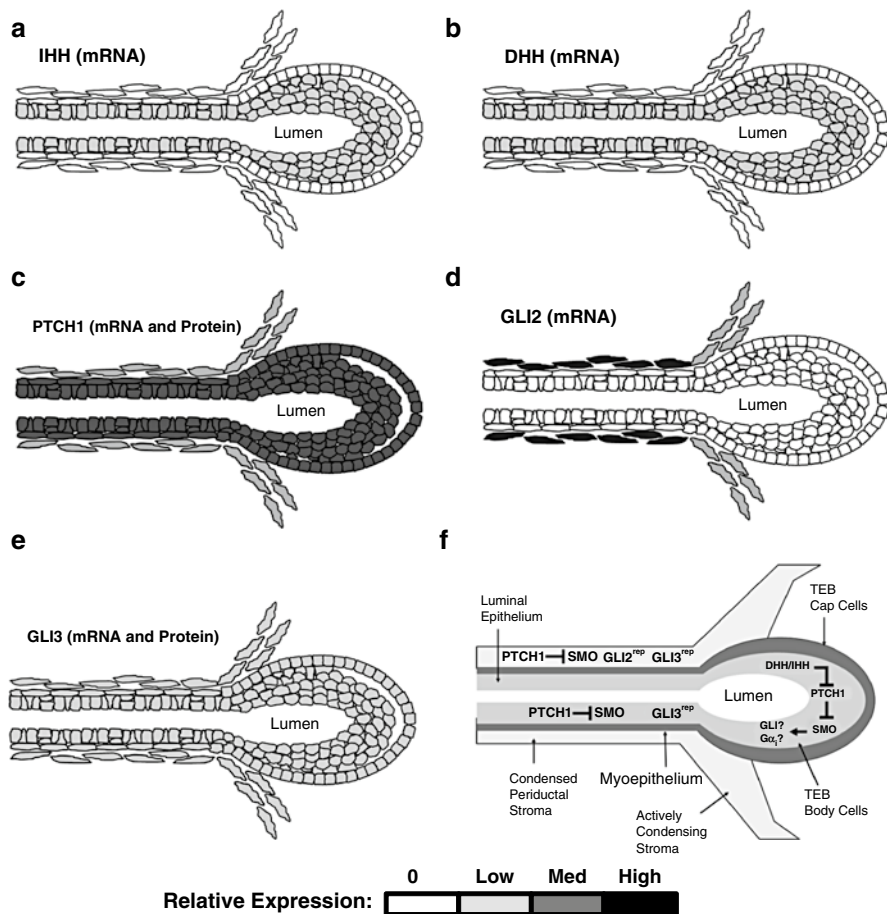 a
IHH (mRNA)
Lumen
b
DHH (mRNA)
Lumen
c
PTCH1 (mRNA and Protein)
Lumen
d
GLI2 (mRNA)
Lumen
e
GLI3 (mRNA and Protein)
Lumen
f
Luminal
Epithelium
TEB
Cap Cells
PTCH1 SMO GLI2rep GLI3rep
DHH/IHH
Lumen
PTCH1
PTCH1 SMO GLI3rep
GLI? SMO
Gαi?
Condensed
Periductal
Stroma
Myoepithelium
Actively
Condensing
Stroma
TEB
Body Cells
0 Low Med High
Relative Expression: